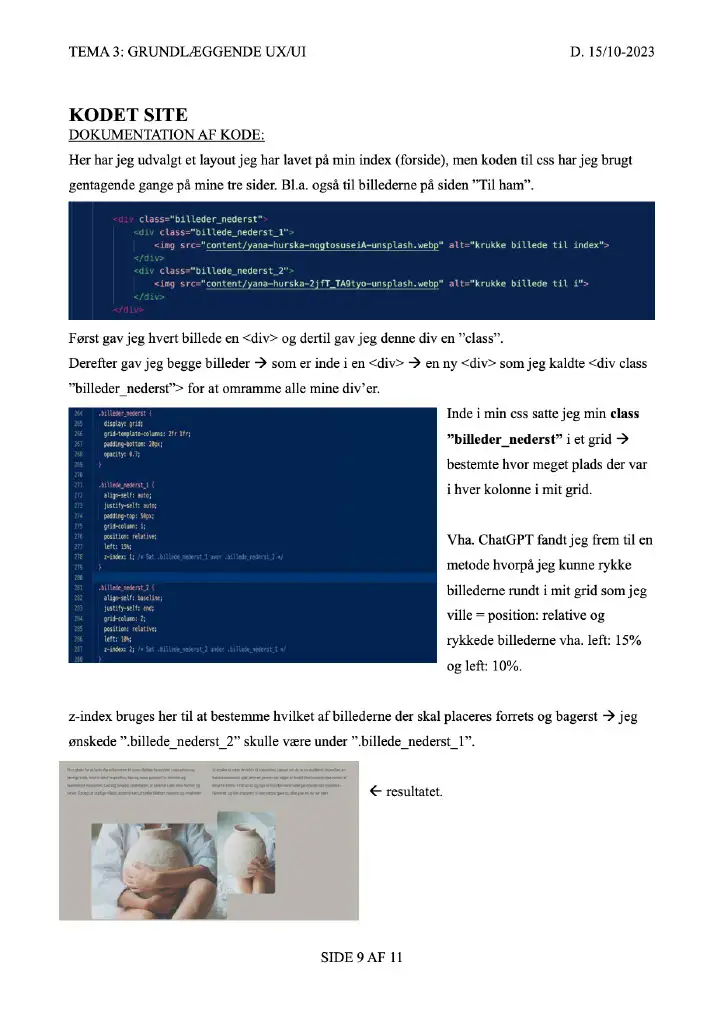 TEMA 3: GRUNDLÆGGENDE UX/UI D. 15/10-2023
KODET SITE
DOKUMENTATION AF KODE:
Her har jeg udvalgt et layout jeg har lavet på min index (forside), men koden til css har jeg brugt
gentagende gange på mine tre sider. Bl.a. også til billederne på siden ”Til ham”.
<div class="billeder_nederst">
<div class="billede_nederst_1">
<img src="content/yana-hurska-nqgtosuseiA-unsplash.webp" alt="krukke billede til index">
</div>
<div class="billede_nederst_2">
<img src="content/yana-hurska-2jfT_TA9tyo-unsplash.webp" alt="krukke billede til i">
</div>
</div>
Først gav jeg hvert billede en <div> og dertil gav jeg denne div en ”class”.
Derefter gav jeg begge billeder → som er inde i en <div> → en ny <div> som jeg kaldte <div class
”billeder_nederst”> for at omramme alle mine div’er.
264 .billeder_nederst {
265 display: grid;
266 grid-template-columns: 2fr 1fr;
267 padding-bottom: 20px;
268 opacity: 0.7;
269 }
270
271 .billede_nederst_1 {
272 align-self: auto;
273 justify-self: auto;
274 padding-top: 50px;
275 grid-column: 1;
276 position: relative;
277 left: 15%;
278 z-index: 1; /* Sæt .billede_nederst_1 over .billede_nederst_2 */
279 }
280
281 .billede_nederst_2 {
282 align-self: baseline;
283 justify-self: end;
284 grid-column: 2;
285 position: relative;
286 left: 10%;
287 z-index: 2; /* Sæt .billede_nederst_2 under .billede_nederst_1 */
288 }
Inde i min css satte jeg min class
”billeder_nederst” i et grid →
bestemte hvor meget plads der var
i hver kolonne i mit grid.
Vha. ChatGPT fandt jeg frem til en
metode hvorpå jeg kunne rykke
billederne rundt i mit grid som jeg
ville = position: relative og
rykkede billederne vha. left: 15%
og left: 10%.
z-index bruges her til at bestemme hvilket af billederne der skal placeres forrets og bagerst → jeg
ønskede ”.billede_nederst_2” skulle være under ”.billede_nederst_1”.
← resultatet.
SIDE 9 AF 11